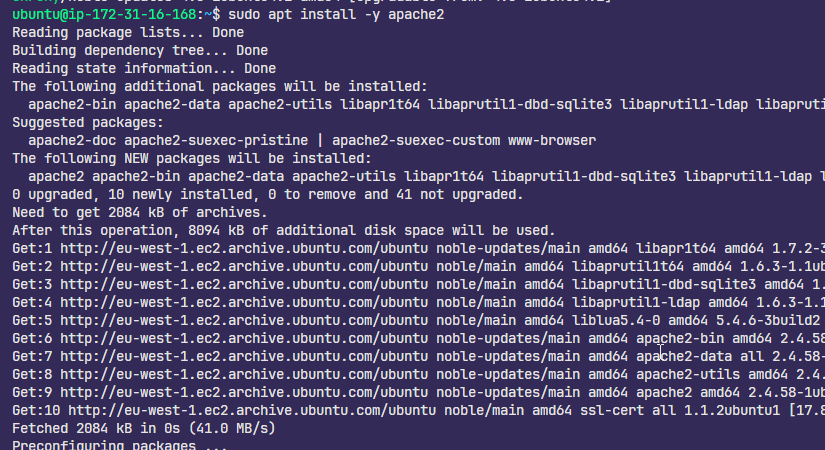 ubuntu@ip-172-31-16-168:~$ sudo apt install -y apache2
Reading package lists... Done
Building dependency tree... Done
Reading state information... Done
The following additional packages will be installed:
  apache2-bin apache2-data apache2-utils libapr1t64 libaprutil1-dbd-sqlite3 libaprutil1-ldap libapruti
Suggested packages:
  apache2-doc apache2-suexec-pristine | apache2-suexec-custom www-browser
The following NEW packages will be installed:
  apache2 apache2-bin apache2-data apache2-utils libapr1t64 libaprutil1-dbd-sqlite3 libaprutil1-ldap l
0 upgraded, 10 newly installed, 0 to remove and 41 not upgraded.
Need to get 2084 kB of archives.
After this operation, 8094 kB of additional disk space will be used.
Get:1 http://eu-west-1.ec2.archive.ubuntu.com/ubuntu noble-updates/main amd64 libapr1t64 amd64 1.7.2-3
Get:2 http://eu-west-1.ec2.archive.ubuntu.com/ubuntu noble/main amd64 libaprutil1t64 amd64 1.6.3-1.1ub
Get:3 http://eu-west-1.ec2.archive.ubuntu.com/ubuntu noble/main amd64 libaprutil1-dbd-sqlite3 amd64 1.
Get:4 http://eu-west-1.ec2.archive.ubuntu.com/ubuntu noble/main amd64 libaprutil1-ldap amd64 1.6.3-1.1
Get:5 http://eu-west-1.ec2.archive.ubuntu.com/ubuntu noble/main amd64 liblua5.4-0 amd64 5.4.6-3build2
Get:6 http://eu-west-1.ec2.archive.ubuntu.com/ubuntu noble-updates/main amd64 apache2-bin amd64 2.4.58
Get:7 http://eu-west-1.ec2.archive.ubuntu.com/ubuntu noble-updates/main amd64 apache2-data all 2.4.58-
Get:8 http://eu-west-1.ec2.archive.ubuntu.com/ubuntu noble-updates/main amd64 apache2-utils amd64 2.4.
Get:9 http://eu-west-1.ec2.archive.ubuntu.com/ubuntu noble-updates/main amd64 apache2 amd64 2.4.58-1ub
Get:10 http://eu-west-1.ec2.archive.ubuntu.com/ubuntu noble/main amd64 ssl-cert all 1.1.2ubuntu1 [17.8
Fetched 2084 kB in 0s (41.0 MB/s)
Preconfiguring packages ...